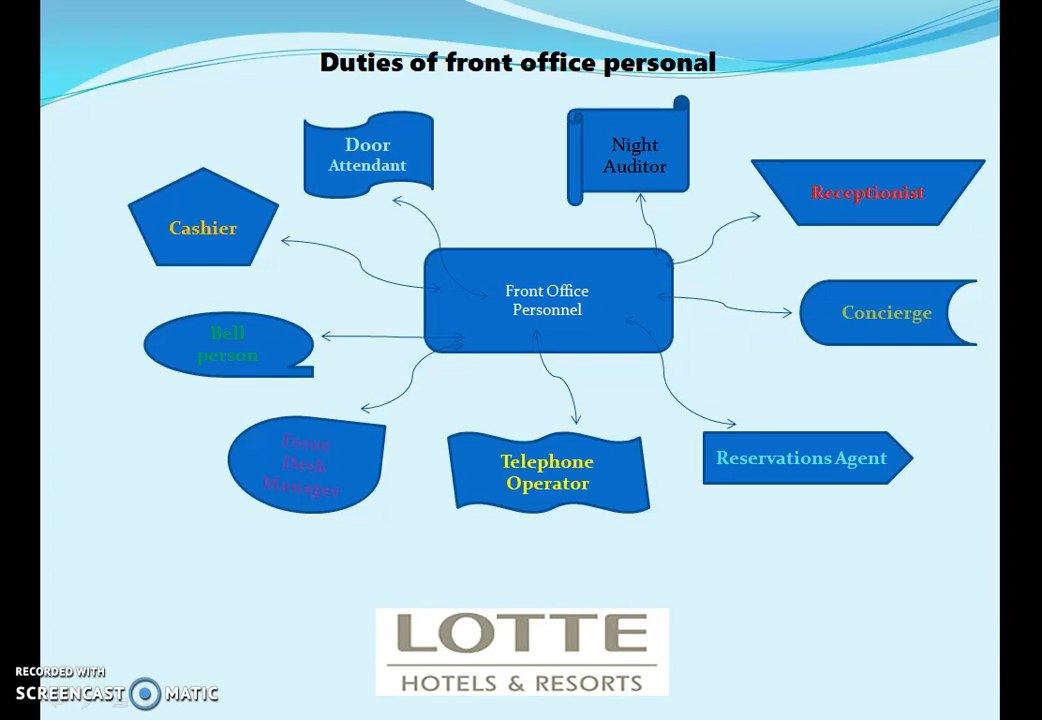 Duties of front office personal
Door
Attendant
Night
Auditor
Receptionist
Cashier
Front Office
Personnel
Concierge
Bell
person
Front
Desk
Manager
Telephone
Operator
Reservations Agent
LOTTE
HOTELS & RESORTS
RECORDED WITH
SCREENCAST MATIC